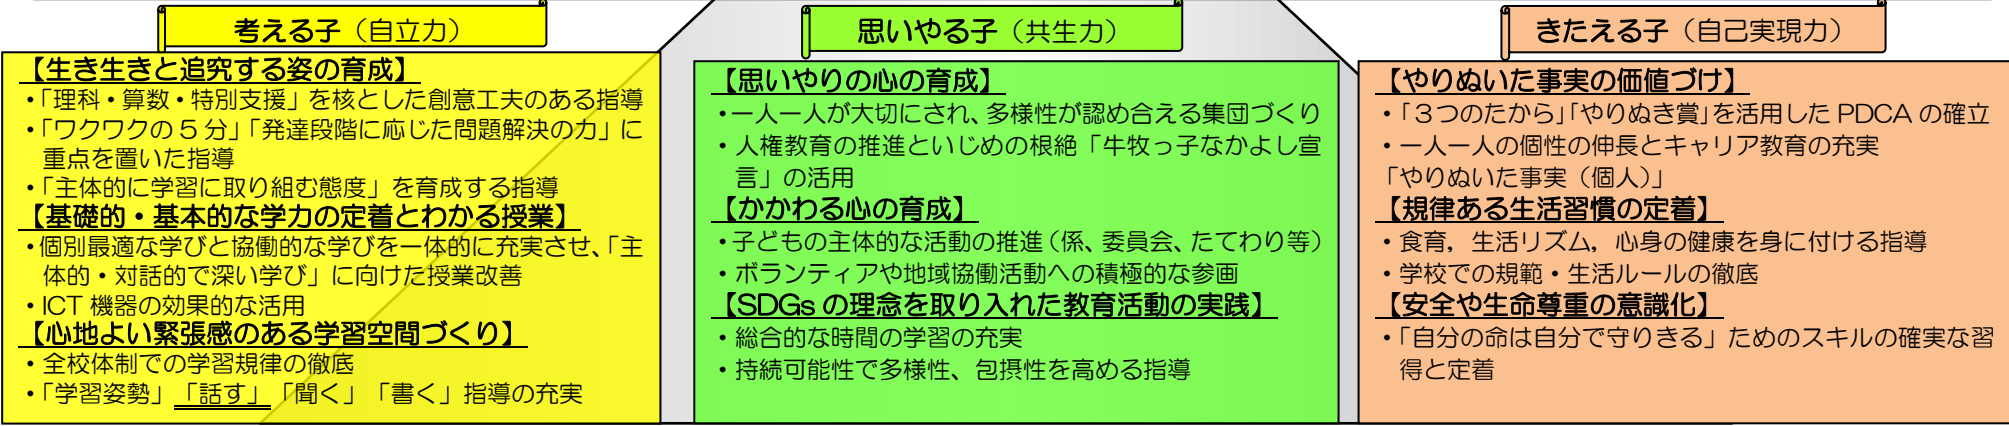 考える子（自立力）
【生き生きと追究する姿の育成】
・「理科・算数・特別支援」を核とした創意工夫のある指導
・「ワクワクの５分」「発達段階に応じた問題解決の力」に
重点を置いた指導
・「主体的に学習に取り組む態度」を育成する指導
【基礎的・基本的な学力の定着とわかる授業】
・個別最適な学びと協働的な学びを一体的に充実させ、「主
体的・対話的で深い学び」に向けた授業改善
・ICT 機器の効果的な活用
【心地よい緊張感のある学習空間づくり】
・全校体制での学習規律の徹底
・「学習姿勢」「話す」「聞く」「書く」指導の充実
思いやる子（共生力）
【思いやりの心の育成】
・一人一人が大切にされ、多様性が認め合える集団づくり
・人権教育の推進といじめの根絶「牛牧っ子なかよし宣
言」の活用
【かかわる心の育成】
・子どもの主体的な活動の推進（係、委員会、たてわり等）
・ボランティアや地域協働活動への積極的な参画
【SDGs の理念を取り入れた教育活動の実践】
・総合的な時間の学習の充実
・持続可能性で多様性、包摂性を高める指導
きたえる子（自己実現力）
【やりぬいた事実の価値づけ】
・「３つのたから」「やりぬき賞」を活用した PDCA の確立
・一人一人の個性の伸長とキャリア教育の充実
「やりぬいた事実（個人）」
【規律ある生活習慣の定着】
・食育，生活リズム，心身の健康を身に付ける指導
・学校での規範・生活ルールの徹底
【安全や生命尊重の意識化】
・「自分の命は自分で守りきる」ためのスキルの確実な習
得と定着